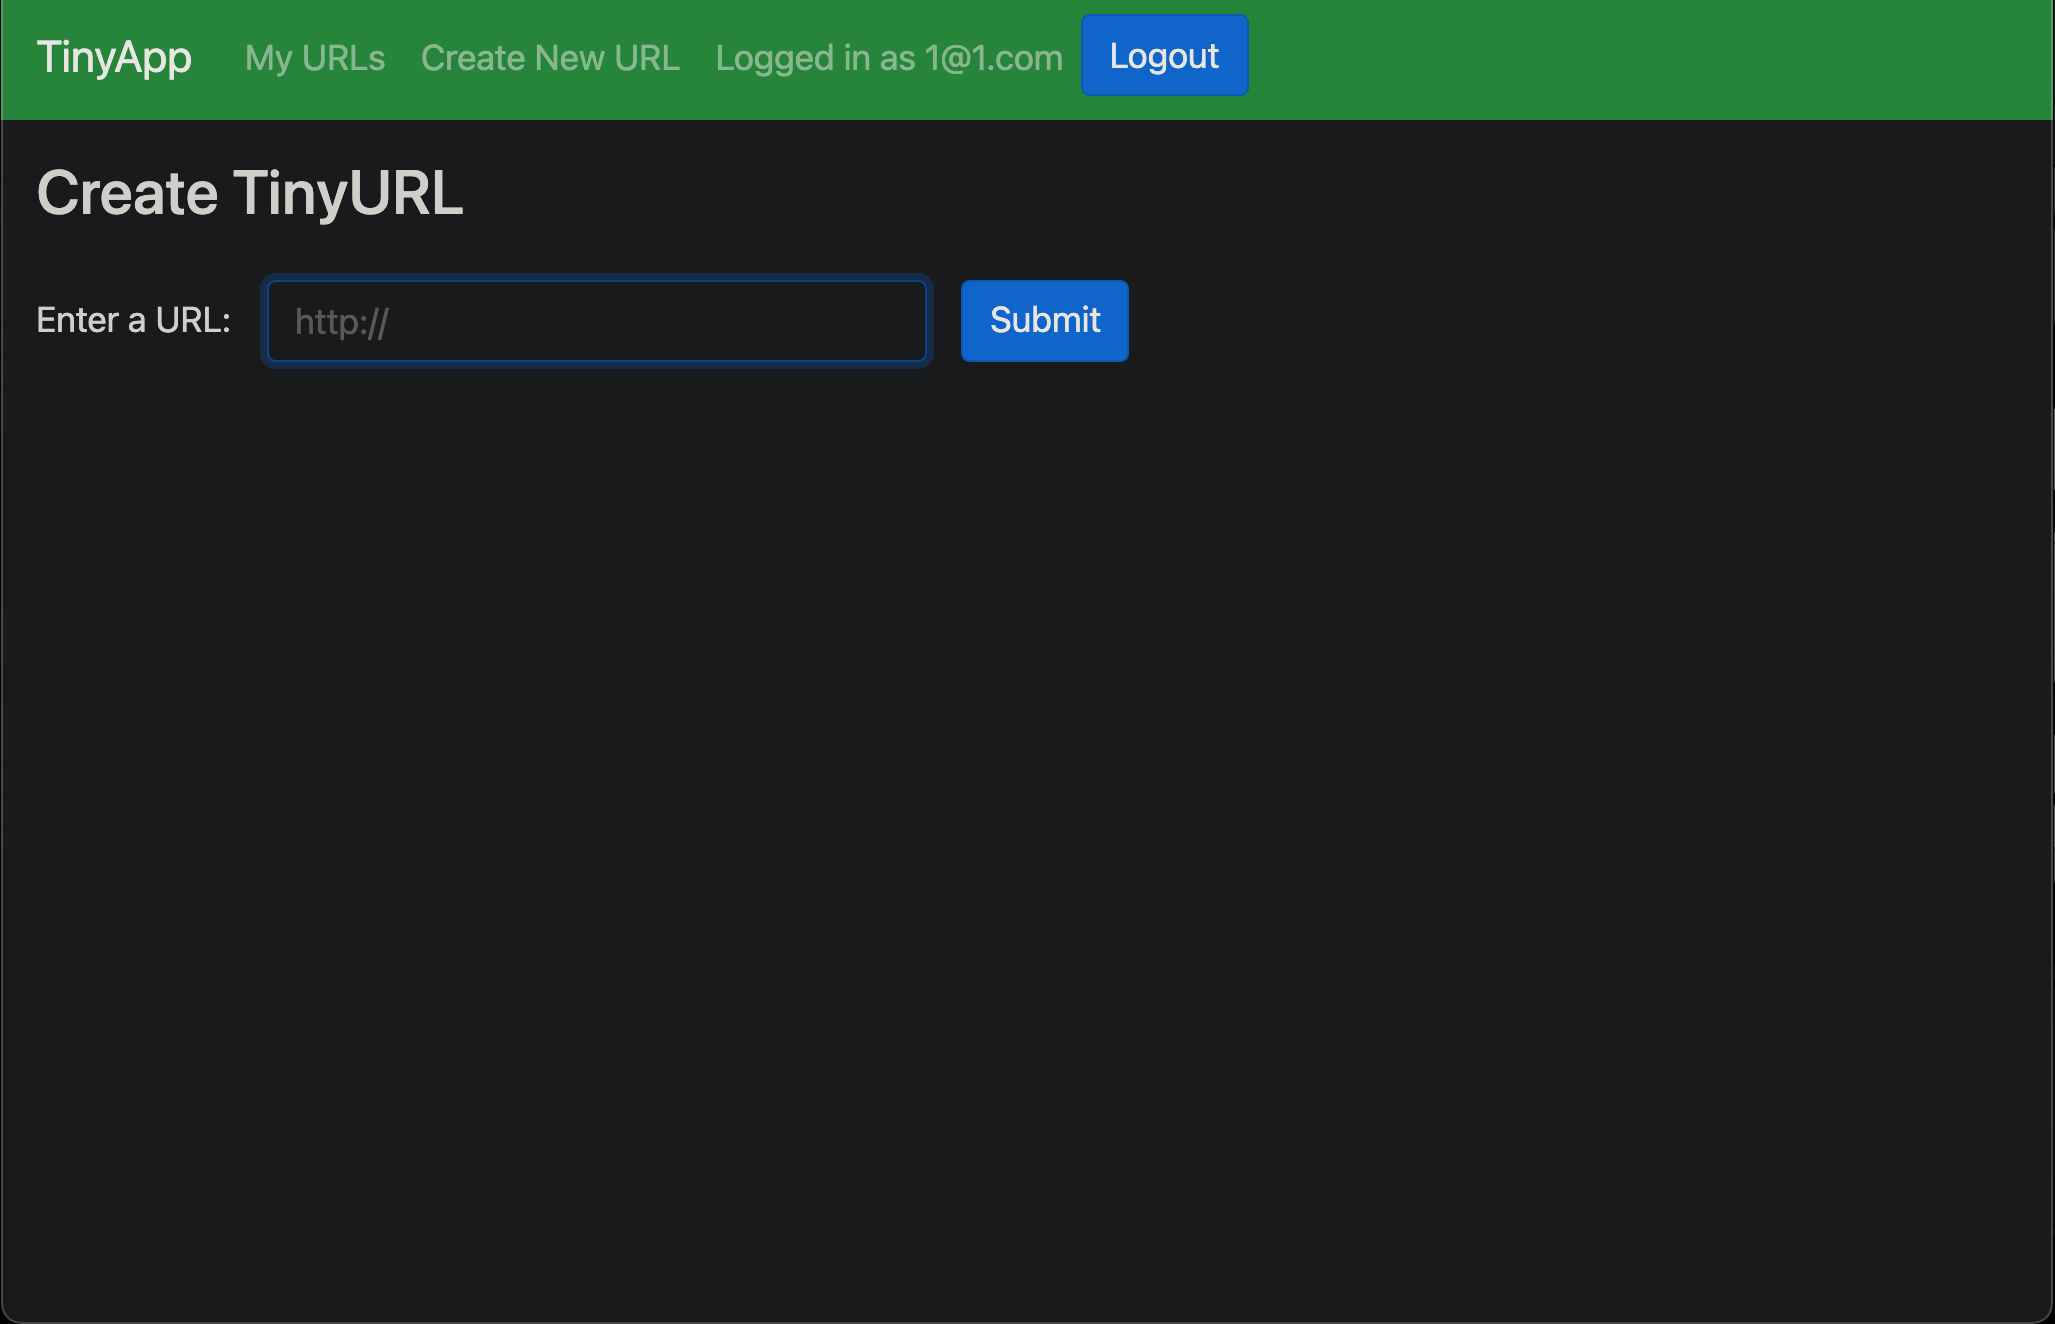 TinyApp My URLs Create New URL Logged in as 1@1.com Logout
Create TinyURL
Enter a URL: http:// Submit